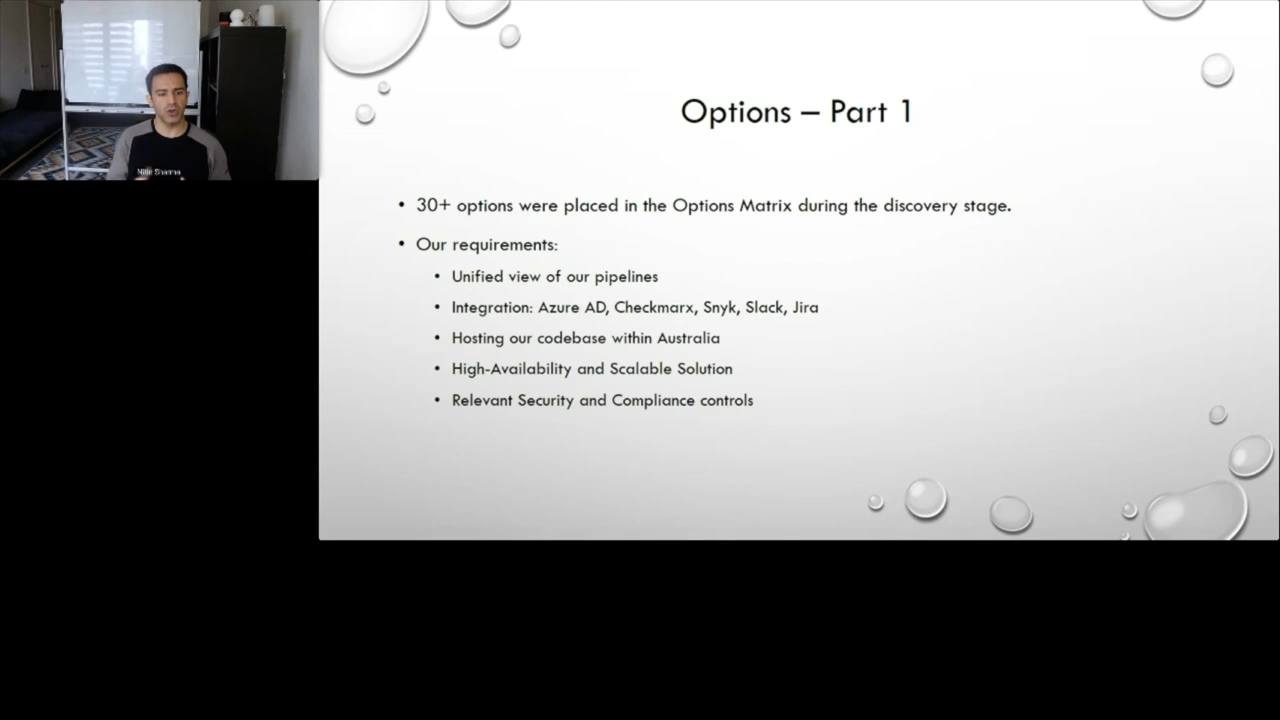 Nitin Sharma
Options – Part 1
• 30+ options were placed in the Options Matrix during the discovery stage.
• Our requirements:
• Unified view of our pipelines
• Integration: Azure AD, Checkmarx, Snyk, Slack, Jira
• Hosting our codebase within Australia
• High-Availability and Scalable Solution
• Relevant Security and Compliance controls